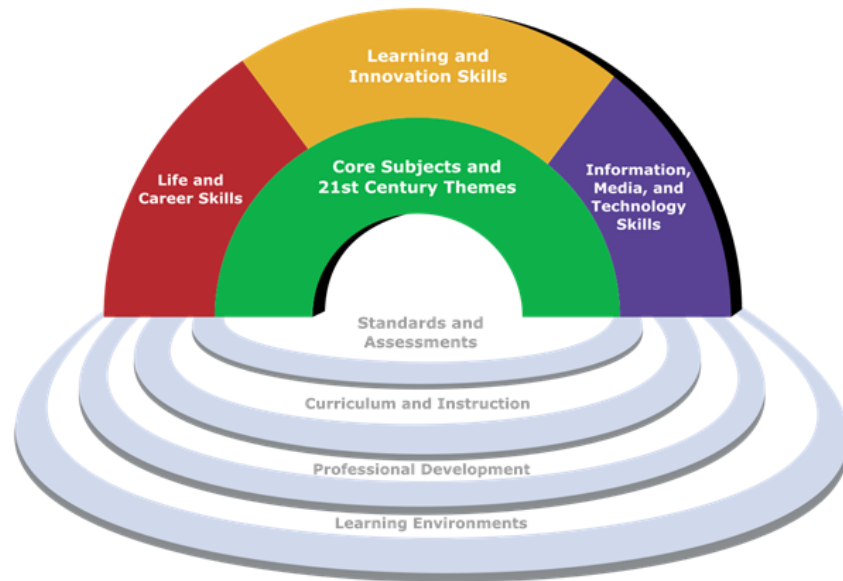 Learning and
Innovation Skills
Life and
Career Skills
Core Subjects and
21st Century Themes
Information,
Media, and
Technology
Skills
Standards and
Assessments
Curriculum and Instruction
Professional Development
Learning Environments